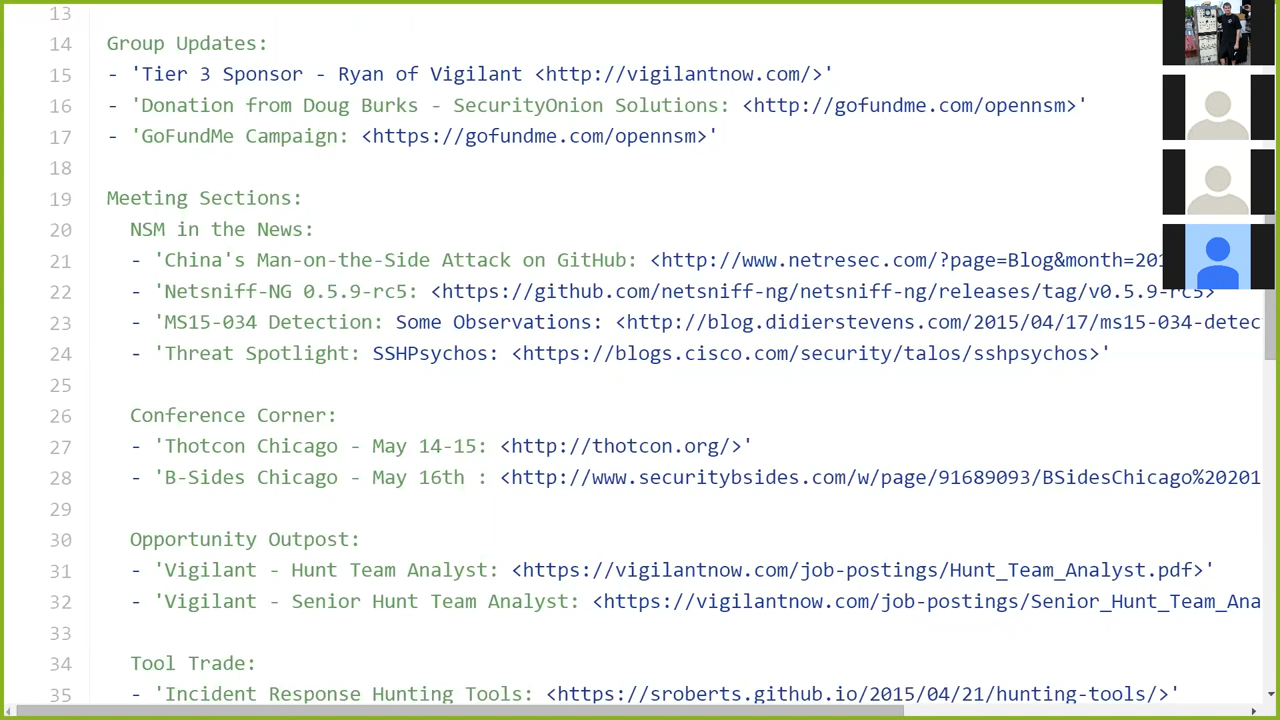 13
14 Group Updates:
15 - 'Tier 3 Sponsor - Ryan of Vigilant <http://vigilantnow.com/>'
16 - 'Donation from Doug Burks - SecurityOnion Solutions: <http://gofundme.com/opennsm>'
17 - 'GoFundMe Campaign: <https://gofundme.com/opennsm>'
18
19 Meeting Sections:
20 NSM in the News:
21 - 'China's Man-on-the-Side Attack on GitHub: <http://www.netresec.com/?page=Blog&month=201
22 - 'Netsniff-NG 0.5.9-rc5: <https://github.com/netsniff-ng/netsniff-ng/releases/tag/v0.5.9-rc5>
23 - 'MS15-034 Detection: Some Observations: <http://blog.didierstevens.com/2015/04/17/ms15-034-detec
24 - 'Threat Spotlight: SSHPsychos: <https://blogs.cisco.com/security/talos/sshpsychos>'
25
26 Conference Corner:
27 - 'Thotcon Chicago - May 14-15: <http://thotcon.org/>'
28 - 'B-Sides Chicago - May 16th : <http://www.securitybsides.com/w/page/91689093/BSidesChicago%20201
29
30 Opportunity Outpost:
31 - 'Vigilant - Hunt Team Analyst: <https://vigilantnow.com/job-postings/Hunt_Team_Analyst.pdf>'
32 - 'Vigilant - Senior Hunt Team Analyst: <https://vigilantnow.com/job-postings/Senior_Hunt_Team_Ana
33
34 Tool Trade:
35 - 'Incident Response Hunting Tools: <https://sroberts.github.io/2015/04/21/hunting-tools/>'